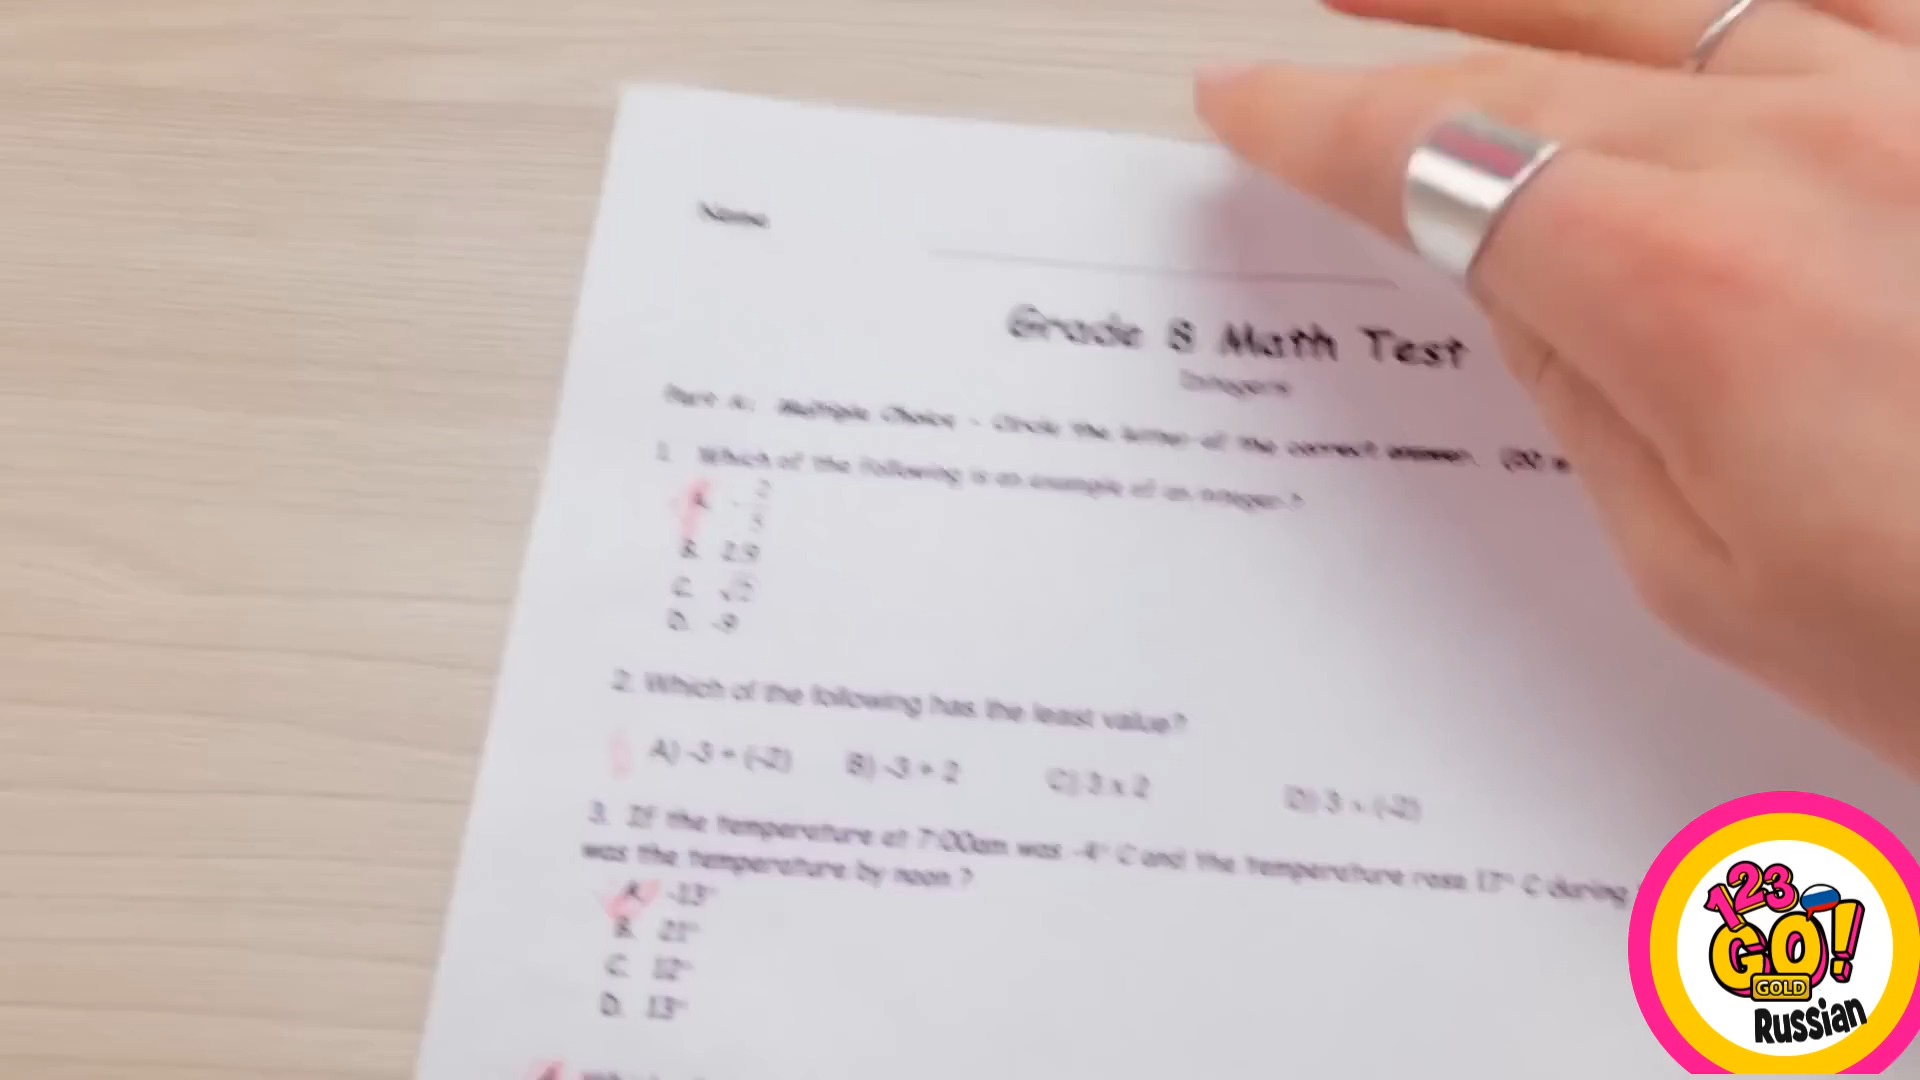 Name
Grade 8 Math Test
Integers
Part A: Multiple Choice - Circle the letter of the correct answer.
1. Which of the following is an example of an integer?
A. -
B. 2.9
C.
D. -9
2. Which of the following has the least value?
A) -3 + (-2) B) -3 + 2 C) 3 x 2 D) 3 (-2)
3. If the temperature at 7:00am was -4° C and the temperature rose 17° C during
was the temperature by noon?
A. -13°
B. 21°
C. 12°
D. 13°
123
GO!
GOLD
Russian